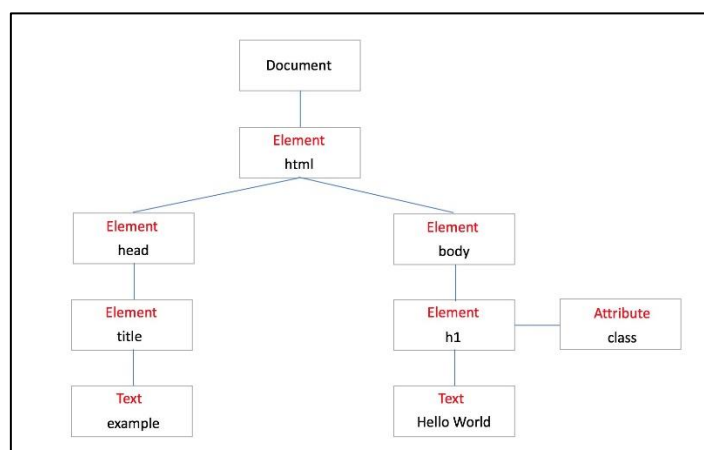 Document
Element
html
Element
head
Element
body
Element
title
Element
h1
Attribute
class
Text
example
Text
Hello World